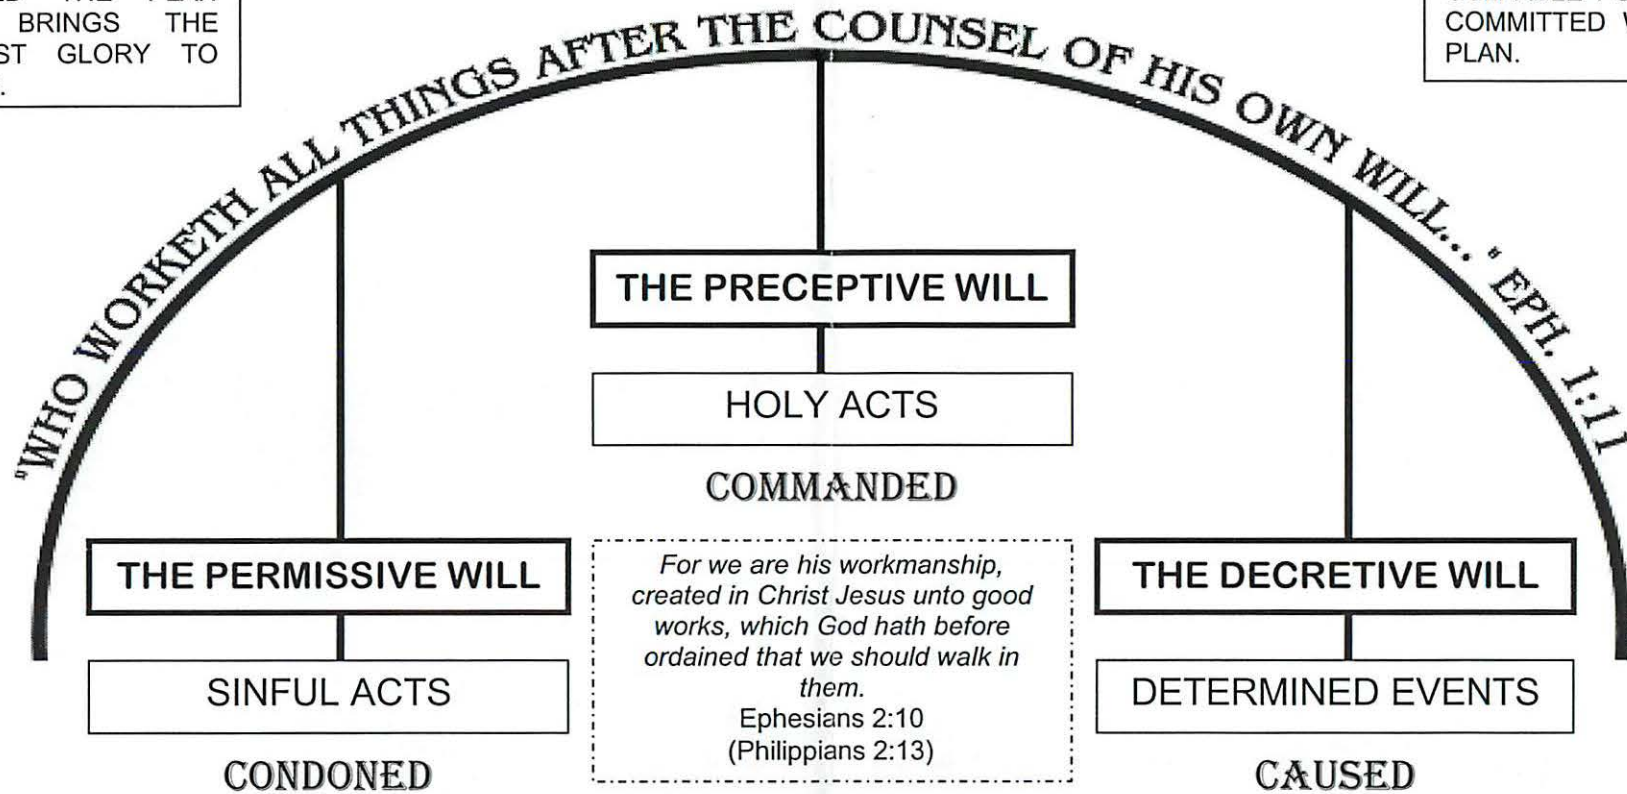 THE PLAN
BRINGS THE
GLORY TO
COMMITTED
PLAN.
"WHO WORKETH ALL THINGS AFTER THE COUNSEL OF HIS OWN WILL... " EPH. 1:11
THE PRECEPTIVE WILL
HOLY ACTS
COMMANDED
THE PERMISSIVE WILL
SINFUL ACTS
CONDONED
For we are his workmanship,
created in Christ Jesus unto good
works, which God hath before
ordained that we should walk in
them.
Ephesians 2:10
(Philippians 2:13)
THE DECRETIVE WILL
DETERMINED EVENTS
CAUSED